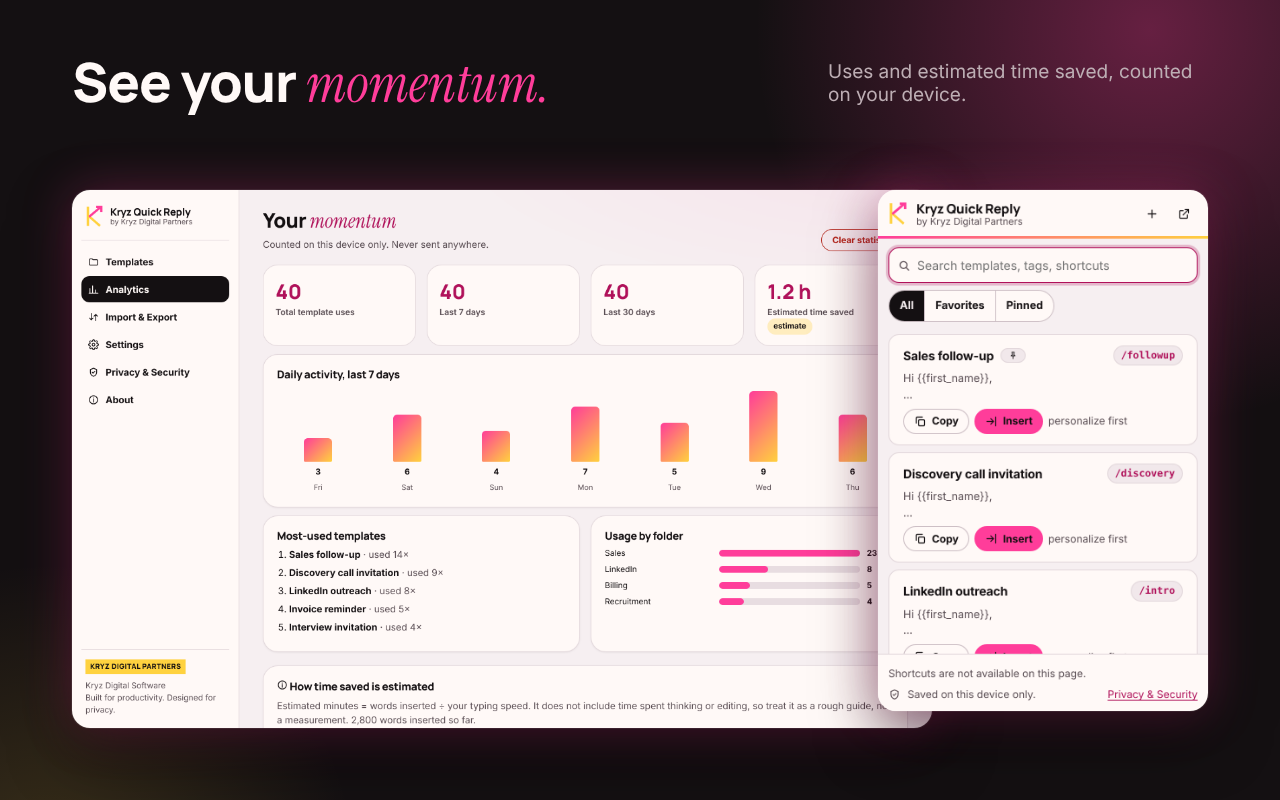 See your momentum.
Uses and estimated time saved, counted
on your device.
Kryz Quick Reply
by Kryz Digital Partners
Templates
Analytics
Import & Export
Settings
Privacy & Security
About
KRYZ DIGITAL PARTNERS
Kryz Digital Software
Built for productivity. Designed for
privacy.
Your momentum
Counted on this device only. Never sent anywhere.
Clear
40
Total template uses
40
Last 7 days
40
Last 30 days
1.2 h
Estimated time saved
estimate
Daily activity, last 7 days
3
6
4
7
5
9
6
Fri
Sat
Sun
Mon
Tue
Wed
Thu
Most-used templates
1. Sales follow-up · used 14×
2. Discovery call invitation · used 9×
3. LinkedIn outreach · used 8×
4. Invoice reminder · used 5×
5. Interview invitation · used 4×
Usage by folder
Sales 23
LinkedIn 8
Billing 5
Recruitment 4
How time saved is estimated
Estimated minutes = words inserted ÷ your typing speed. It does not include time spent thinking or editing, so treat it as a rough guide,
a measurement. 2,800 words inserted so far.
Kryz Quick Reply
by Kryz Digital Partners
Search templates, tags, shortcuts
All
Favorites
Pinned
Sales follow-up
/followup
Hi {{first_name}},
...
Copy
Insert
personalize first
Discovery call invitation
/discovery
Hi {{first_name}},
...
Copy
Insert
personalize first
LinkedIn outreach
/intro
Hi {{first_name}},
...
Shortcuts are not available on this page.
Saved on this device only.
Privacy & Security